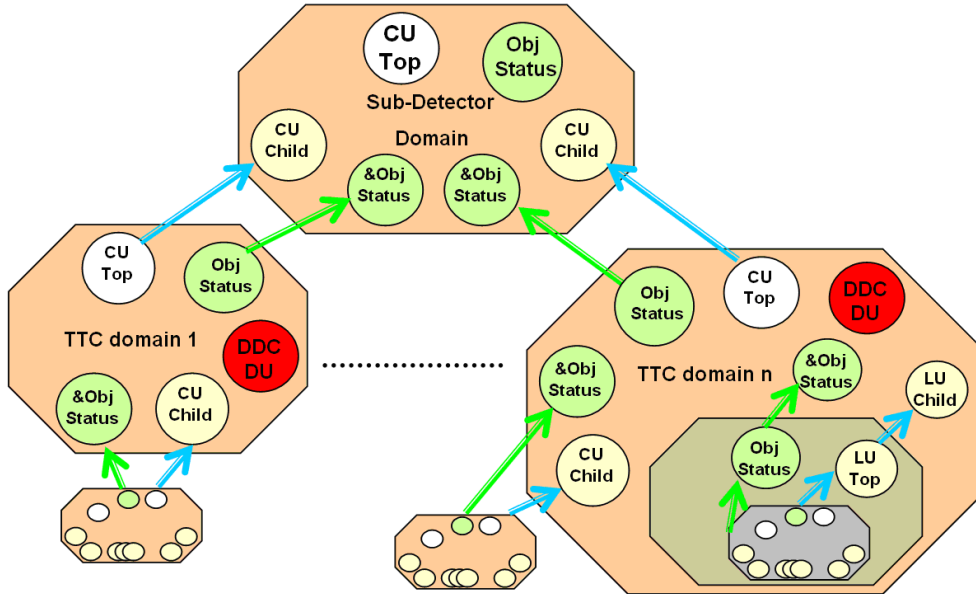 CU
Top
Obj
Status
Sub-Detector
Domain
CU
Child
CU
Child
&Obj
Status
&Obj
Status
CU
Top
Obj
Status
TTC domain 1
DDC
DU
&Obj
Status
CU
Child
Obj
Status
CU
Top
DDC
DU
&Obj
Status
TTC domain n
&Obj
Status
LU
Child
CU
Child
Obj
Status
LU
Top